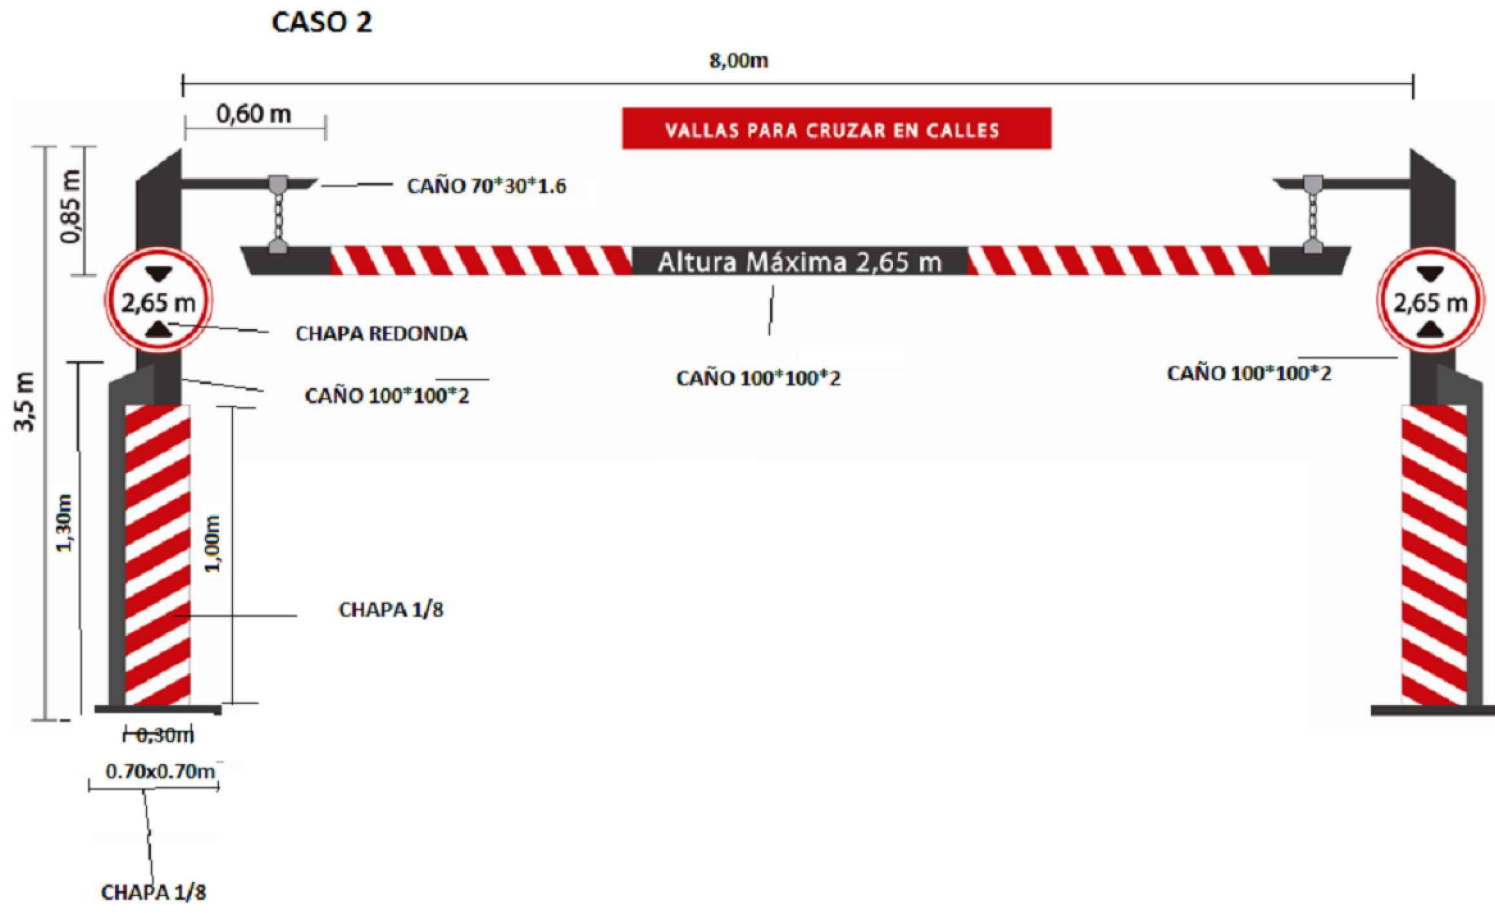 CASO 2
8,00m
0,60 m
VALLAS PARA CRUZAR EN CALLES
0,85 m
CAÑO 70*30*1.6
Altura Máxima 2,65 m
2,65 m
2,65 m
CHAPA REDONDA
CAÑO 100*100*2
CAÑO 100*100*2
CAÑO 100*100*2
3,5 m
1,30m
1,00m
CHAPA 1/8
0,30m
0.70x0.70m
CHAPA 1/8